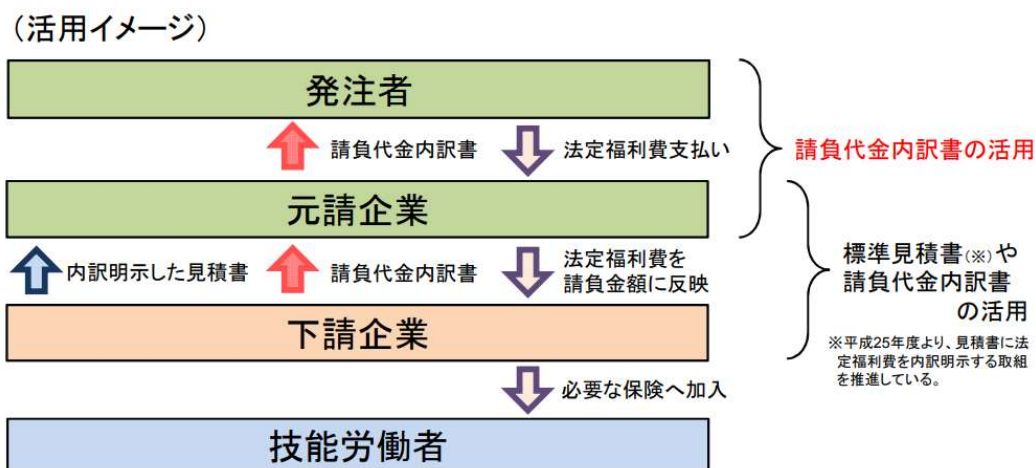 （活用イメージ）
発注者
請負代金内訳書
法定福利費支払い
請負代金内訳書の活用
元請企業
内訳明示した見積書
請負代金内訳書
法定福利費を
請負金額に反映
標準見積書(※)や
請負代金内訳書
の活用
※平成25年度より、見積書に法
定福利費を内訳明示する取組
を推進している。
下請企業
必要な保険へ加入
技能労働者